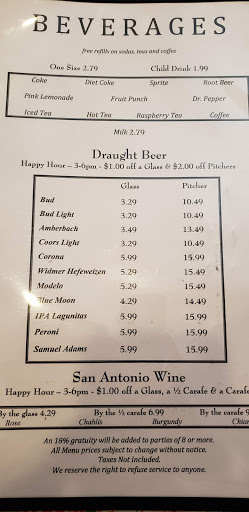 BEVERAGES
free refills on sodas, teas and coffee
One Size 2.79 Child Drink 1.99
Coke Diet Coke Sprite Root Beer
Pink Lemonade Fruit Punch Dr. Pepper
Iced Tea Hot Tea Raspberry Tea Coffee
Milk 2.79
Draught Beer
Happy Hour – 3-6pm - $1.00 off a Glass & $2.00 off Pitchers
Glass Pitcher
Bud 3.29 10.49
Bud Light 3.29 10.49
Amberbach 3.49 13.49
Coors Light 3.29 10.49
Corona 5.99 15.99
Widmer Hefeweizen 5.29 15.49
Modelo 5.29 15.49
Blue Moon 4.29 14.49
IPA Lagunitas 5.99 15.99
Peroni 5.99 15.99
Samuel Adams 5.99 15.99
San Antonio Wine
Happy Hour – 3-6pm - $1.00 off a Glass, a ½ Carafe & a Carafe
By the glass 4.29 By the ½ carafe 6.99 By the carafe 9
Rose Chablis Burgundy Chian
An 18% gratuity will be added to parties of 8 or more.
All Menu prices subject to change without notice.
Taxes Not Included.
We reserve the right to refuse service to anyone.